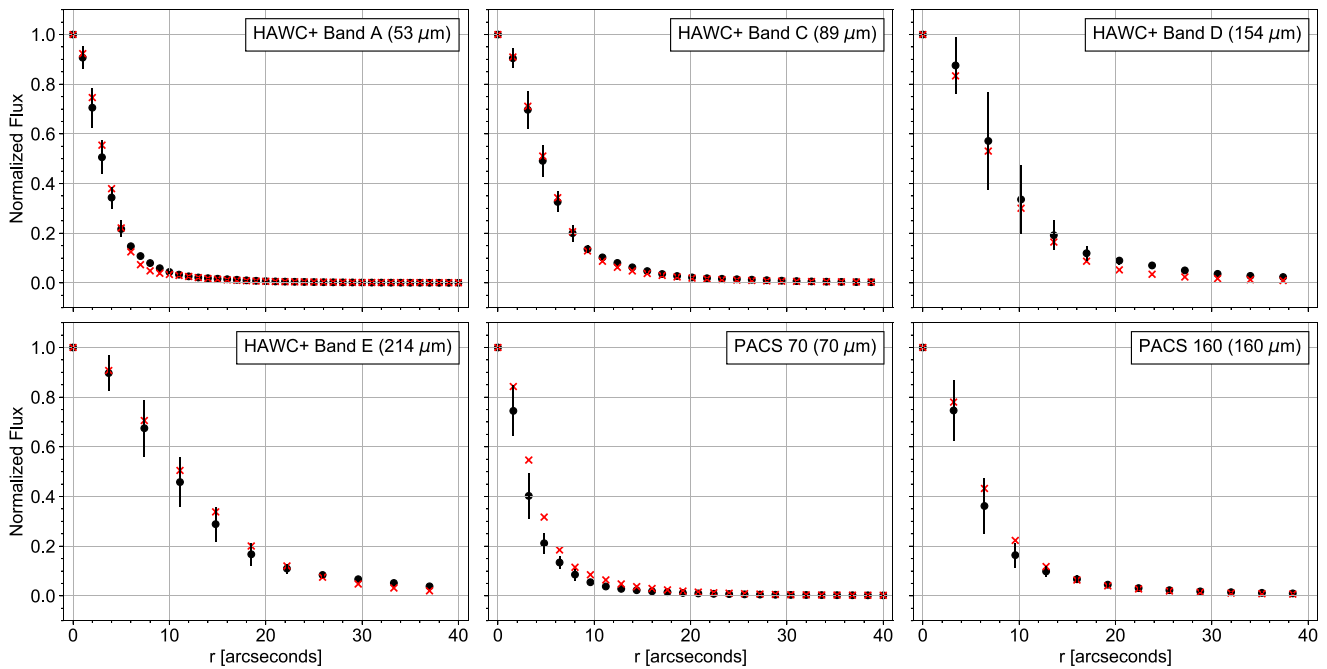 HAWC+ Band A (53 μm)
HAWC+ Band C (89 μm)
HAWC+ Band D (154 μm)
Normalized Flux
1.0
0.8
0.6
0.4
0.2
0.0
HAWC+ Band E (214 μm)
PACS 70 (70 μm)
PACS 160 (160 μm)
Normalized Flux
1.0
0.8
0.6
0.4
0.2
0.0
0 10 20 30 40
0 10 20 30 40
0 10 20 30 40
r [arcseconds]
r [arcseconds]
r [arcseconds]